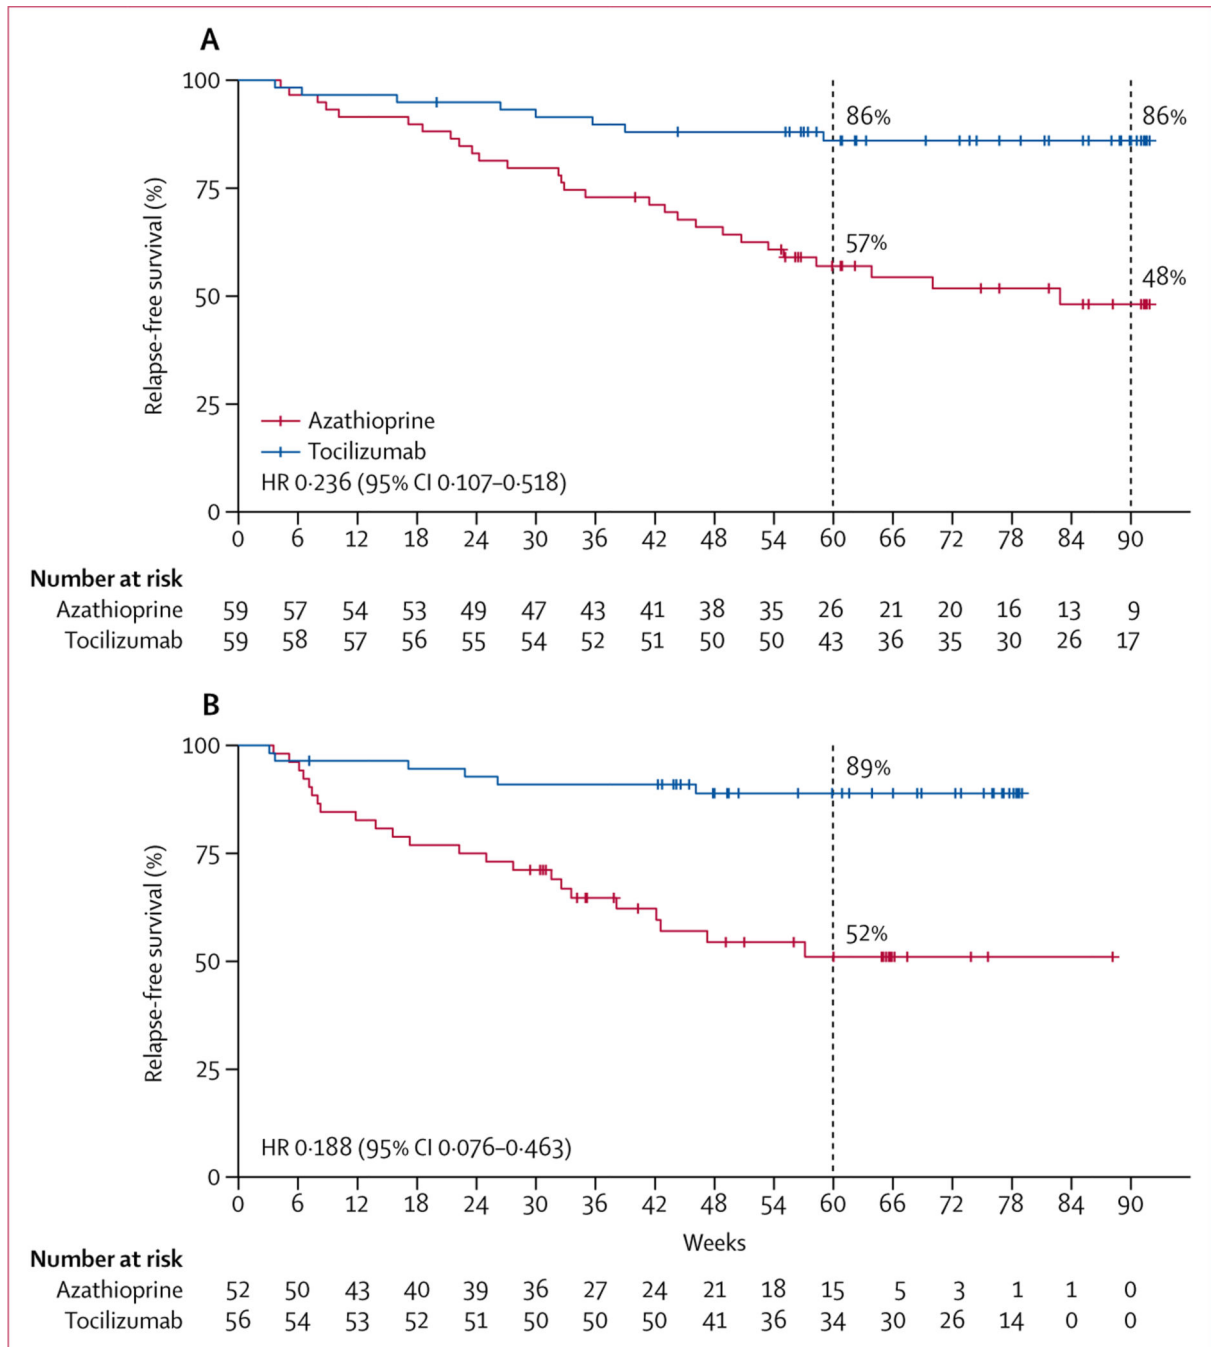 A
100
86%
86%
75
Relapse-free survival (%)
57%
48%
50
25
Azathioprine
Tocilizumab
HR 0·236 (95% CI 0·107–0·518)
0
0 6 12 18 24 30 36 42 48 54 60 66 72 78 84 90
Number at risk
Azathioprine 59 57 54 53 49 47 43 41 38 35 26 21 20 16 13 9
Tocilizumab 59 58 57 56 55 54 52 51 50 50 43 36 35 30 26 17
B
100
89%
75
Relapse-free survival (%)
52%
50
25
HR 0·188 (95% CI 0·076–0·463)
0
0 6 12 18 24 30 36 42 48 54 60 66 72 78 84 90
Weeks
Number at risk
Azathioprine 52 50 43 40 39 36 27 24 21 18 15 5 3 1 1 0
Tocilizumab 56 54 53 52 51 50 50 50 41 36 34 30 26 14 0 0